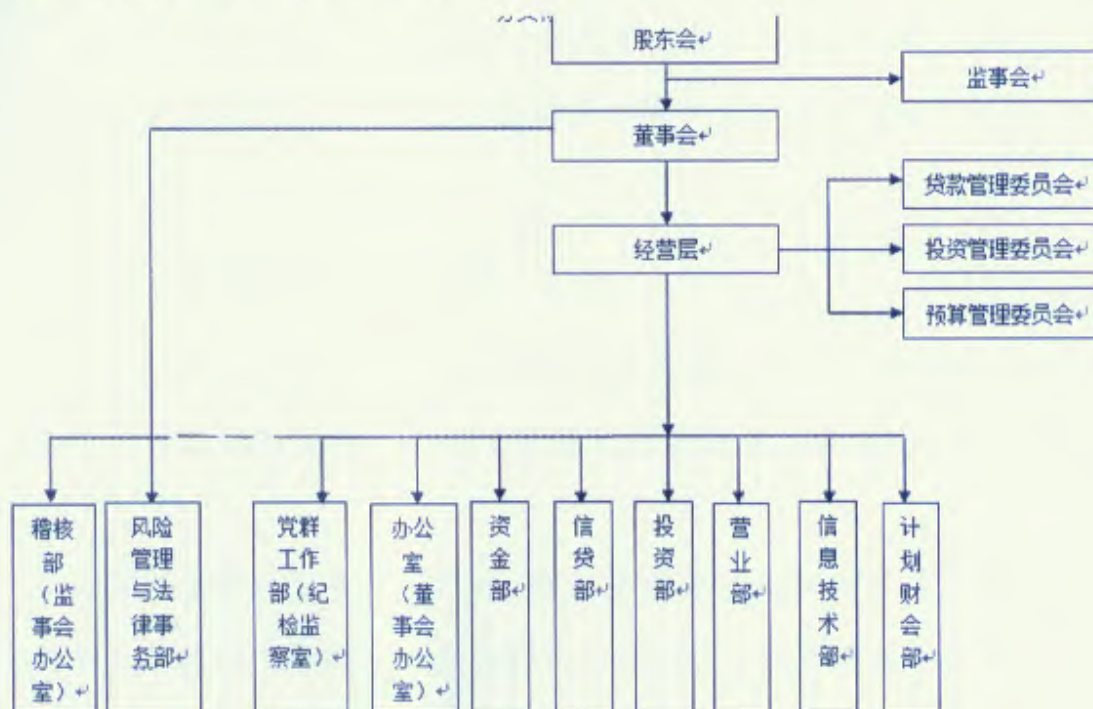 股东会
监事会
董事会
贷款管理委员会
经营层
投资管理委员会
预算管理委员会
稽核
部
（监
事会
办公
室）
风险
管理
与法
律事
务部
党群
工作
部（纪
检监
察室）
办公
室
（董
事会
办公
室）
资
金
部
信
贷
部
投
资
部
营
业
部
信
息
技
术
部
计
划
财
会
部